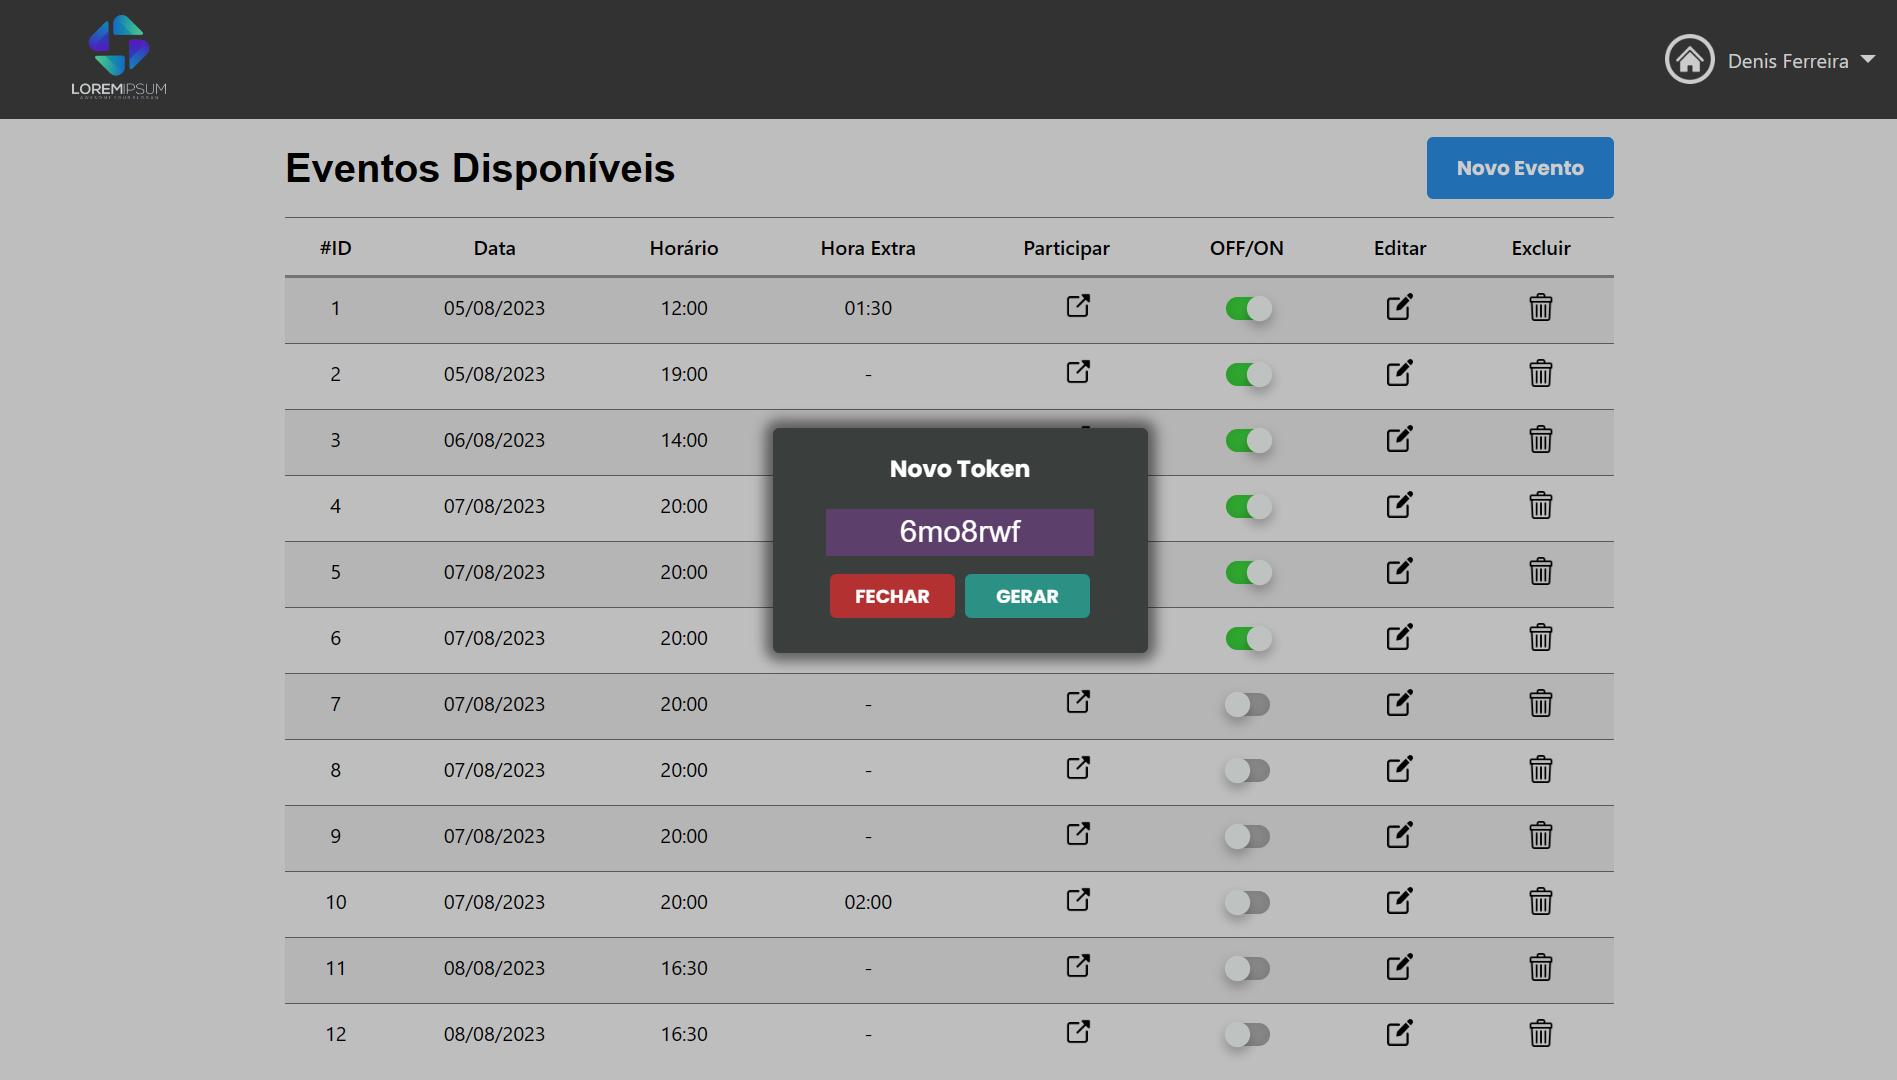 LOREMIPSUM
Denis Ferreira
Eventos Disponíveis
Novo Evento
#ID Data Horário Hora Extra Participar OFF/ON Editar Excluir
1 05/08/2023 12:00 01:30
2 05/08/2023 19:00 -
3 06/08/2023 14:00
4 07/08/2023 20:00
5 07/08/2023 20:00
6 07/08/2023 20:00
7 07/08/2023 20:00 -
8 07/08/2023 20:00 -
9 07/08/2023 20:00 -
10 07/08/2023 20:00 02:00
11 08/08/2023 16:30 -
12 08/08/2023 16:30 -
Novo Token
6mo8rwf
FECHAR GERAR